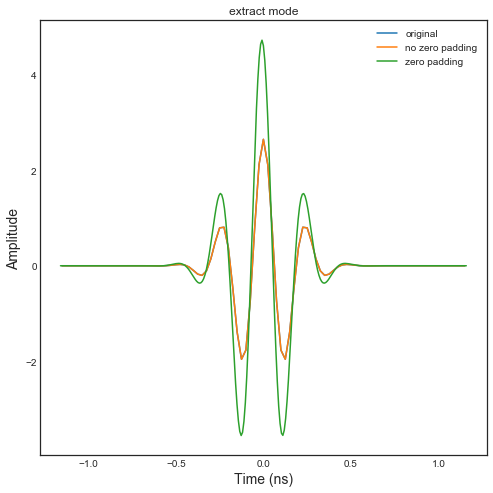 extract mode
original
no zero padding
zero padding
Amplitude
4
2
0
−2
−1.0 −0.5 0.0 0.5 1.0
Time (ns)